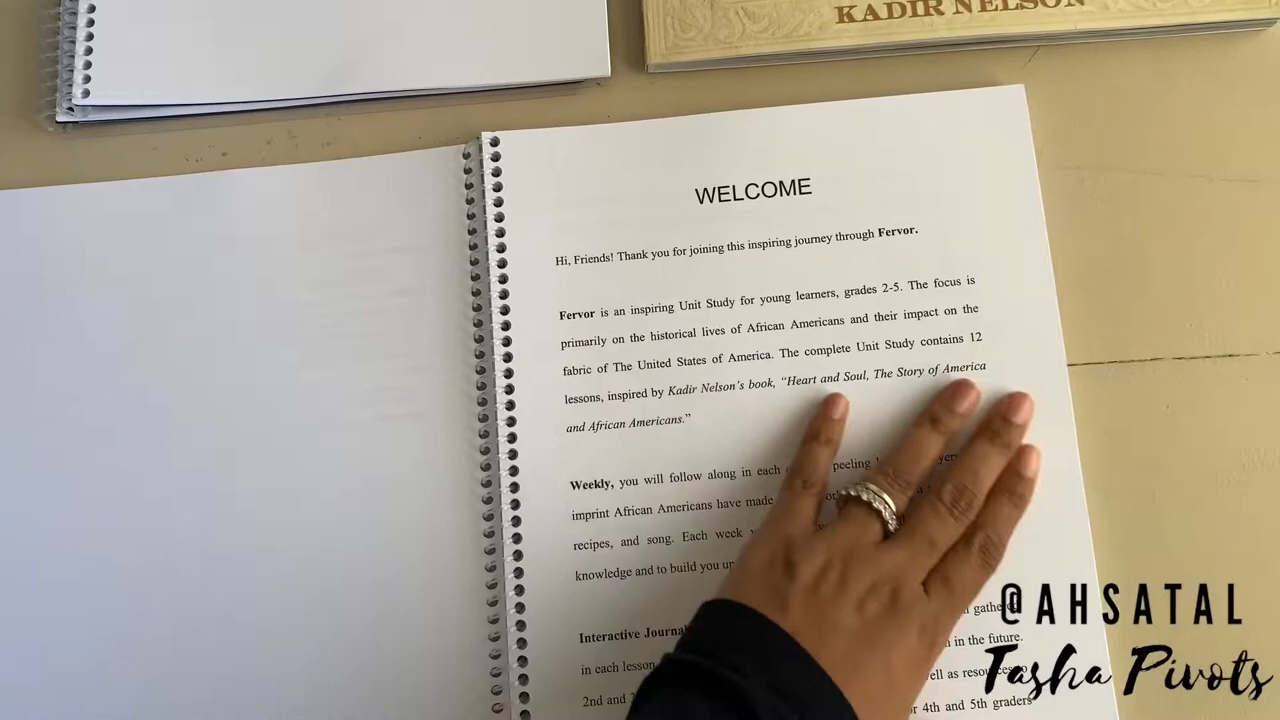 KADIR NELSON
WELCOME
Hi, Friends! Thank you for joining this inspiring journey through Fervor.
Fervor is an inspiring Unit Study for young learners, grades 2-5. The focus is
primarily on the historical lives of African Americans and their impact on the
fabric of The United States of America. The complete Unit Study contains 12
lessons, inspired by Kadir Nelson's book, “Heart and Soul, The Story of America
and African Americans.”
Weekly, you will follow along in each peeling
imprint African Americans have made
recipes, and song. Each week
knowledge and to build you
Interactive
in the future.
in each lesson
well as resources
2nd and
4th and 5th graders
@AHSATAL
Tasha Pivots